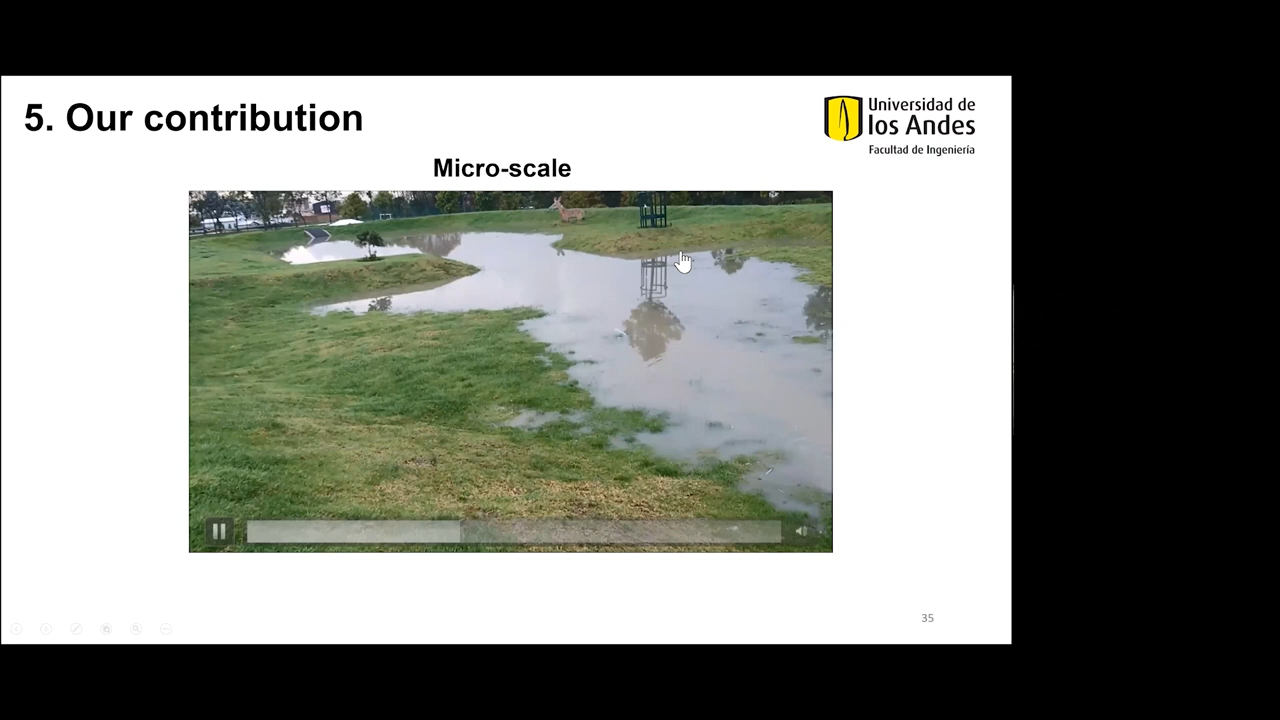 5. Our contribution
Universidad de
los Andes
Facultad de Ingeniería
Micro-scale
35